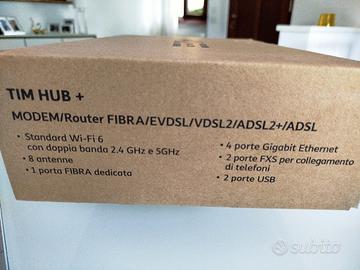 TIM HUB +
MODEM/Router FIBRA/EVDSL/VDSL2/ADSL2+/ADSL
• Standard Wi-Fi 6
con doppia banda 2.4 GHz e 5GHz
• 8 antenne
• 1 porta FIBRA dedicata
• 4 porte Gigabit Ethernet
• 2 porte FXS per collegamento
di telefoni
• 2 porte USB
subito